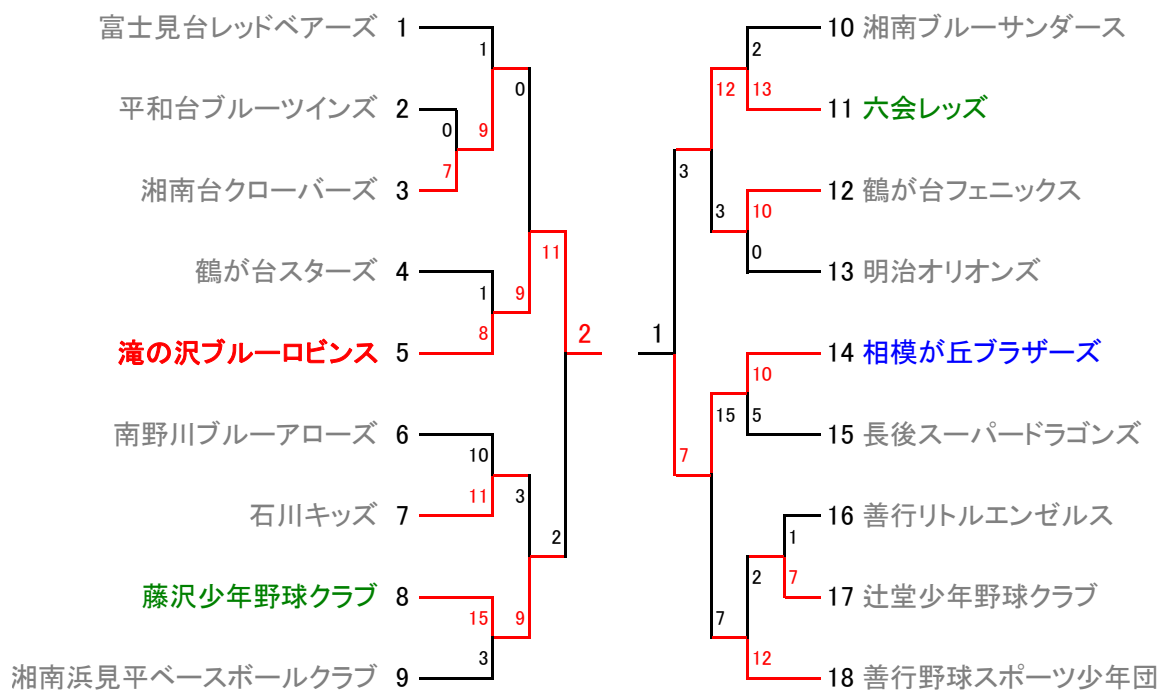 富士見台レッドベアーズ 1
1
0
平和台ブルーツインズ 2
0
9
7
湘南台クローバーズ 3
11
鶴が台スターズ 4
1
9
8
滝の沢ブルーロビンス 5
2
南野川ブルーアローズ 6
10
11
3
石川キッズ 7
2
藤沢少年野球クラブ 8
15
9
3
湘南浜見平ベースボールクラブ 9
10 湘南ブルーサンダース
2
12
13
11 六会レッズ
3
12 鶴が台フェニックス
3
10
0
13 明治オリオンズ
1
14 相模が丘ブラザーズ
10
15
5
15 長後スーパードラゴンズ
7
16 善行リトルエンゼルス
1
2
7
17 辻堂少年野球クラブ
7
12
18 善行野球スポーツ少年団